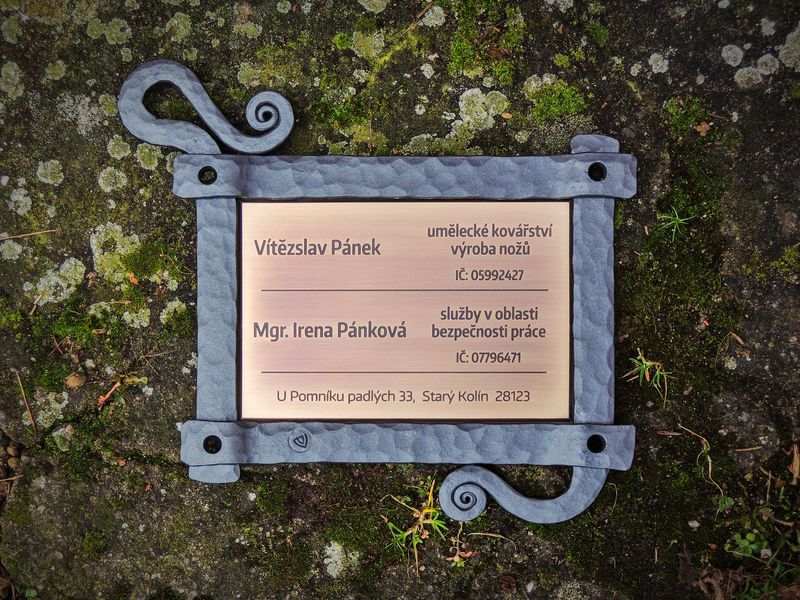 Vítězslav Pánek
umělecké kovářství
výroba nožů
IČ: 05992427
Mgr. Irena Pánková
služby v oblasti
bezpečnosti práce
IČ: 07796471
U Pomníku padlých 33, Starý Kolín 28123